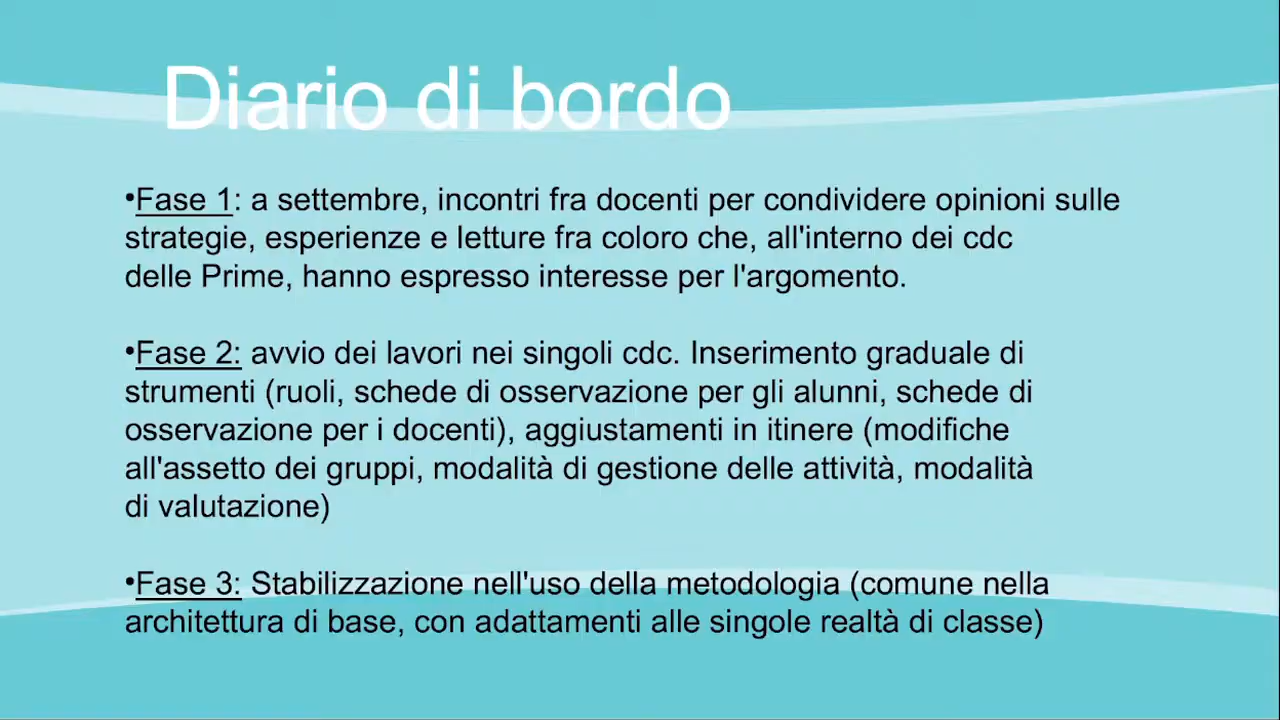 Diario di bordo
•Fase 1: a settembre, incontri fra docenti per condividere opinioni sulle
strategie, esperienze e letture fra coloro che, all'interno dei cdc
delle Prime, hanno espresso interesse per l'argomento.
•Fase 2: avvio dei lavori nei singoli cdc. Inserimento graduale di
strumenti (ruoli, schede di osservazione per gli alunni, schede di
osservazione per i docenti), aggiustamenti in itinere (modifiche
all'assetto dei gruppi, modalità di gestione delle attività, modalità
di valutazione)
•Fase 3: Stabilizzazione nell'uso della metodologia (comune nella
architettura di base, con adattamenti alle singole realtà di classe)